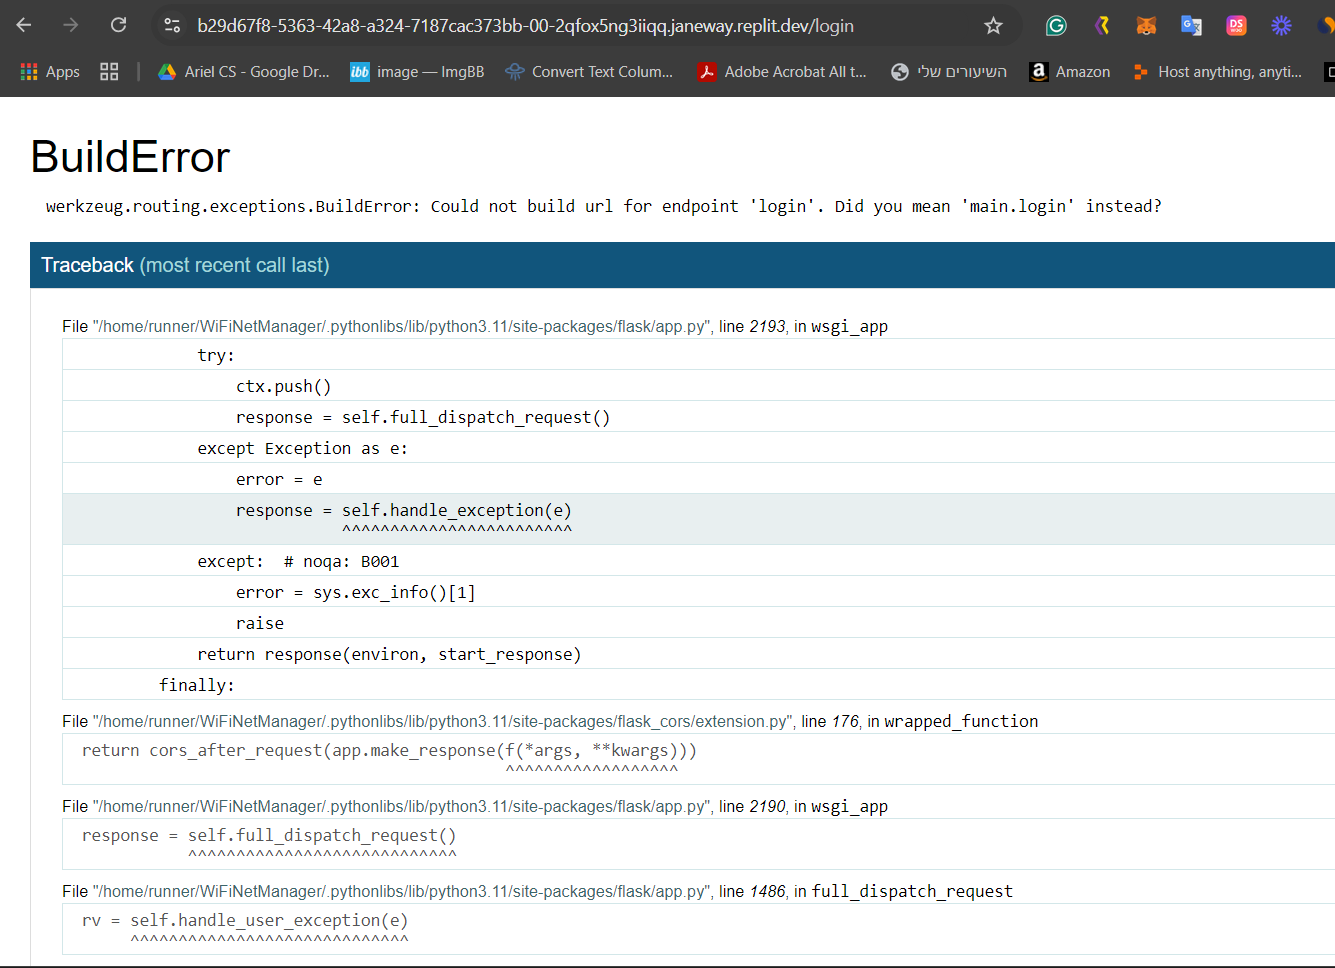 b29d67f8-5363-42a8-a324-7187cac373bb-00-2qfox5ng3iiqq.janeway.replit.dev/login
Apps Ariel CS - Google Dr... ibb image — ImgBB Convert Text Colum... Adobe Acrobat All t... השיעורים שלי a Amazon Host anything, anyti...
BuildError
werkzeug.routing.exceptions.BuildError: Could not build url for endpoint 'login'. Did you mean 'main.login' instead?
Traceback (most recent call last)
File "/home/runner/WiFiNetManager/.pythonlibs/lib/python3.11/site-packages/flask/app.py", line 2193, in wsgi_app
try:
ctx.push()
response = self.full_dispatch_request()
except Exception as e:
error = e
response = self.handle_exception(e)
^^^^^^^^^^^^^^^^^^^^^^^^
except:  # noqa: B001
error = sys.exc_info()[1]
raise
return response(environ, start_response)
finally:
File "/home/runner/WiFiNetManager/.pythonlibs/lib/python3.11/site-packages/flask_cors/extension.py", line 176, in wrapped_function
return cors_after_request(app.make_response(f(*args, **kwargs)))
^^^^^^^^^^^^^^^^^^
File "/home/runner/WiFiNetManager/.pythonlibs/lib/python3.11/site-packages/flask/app.py", line 2190, in wsgi_app
response = self.full_dispatch_request()
^^^^^^^^^^^^^^^^^^^^^^^^^^^^
File "/home/runner/WiFiNetManager/.pythonlibs/lib/python3.11/site-packages/flask/app.py", line 1486, in full_dispatch_request
rv = self.handle_user_exception(e)
^^^^^^^^^^^^^^^^^^^^^^^^^^^^^